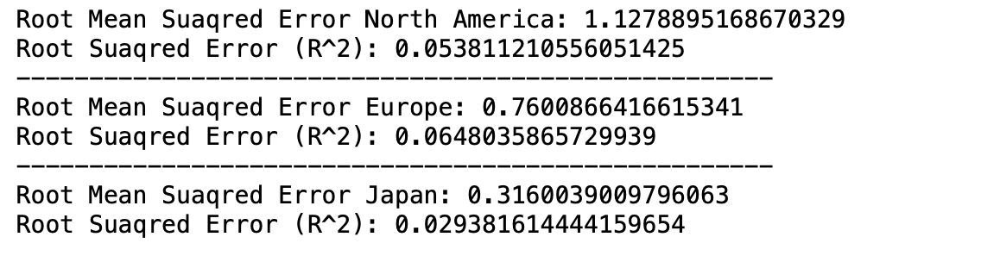 Root Mean Suaqred Error North America: 1.1278895168670329
Root Suaqred Error (R^2): 0.053811210556051425
----------------------------------------------------
Root Mean Suaqred Error Europe: 0.7600866416615341
Root Suaqred Error (R^2): 0.0648035865729939
----------------------------------------------------
Root Mean Suaqred Error Japan: 0.3160039009796063
Root Suaqred Error (R^2): 0.029381614444159654